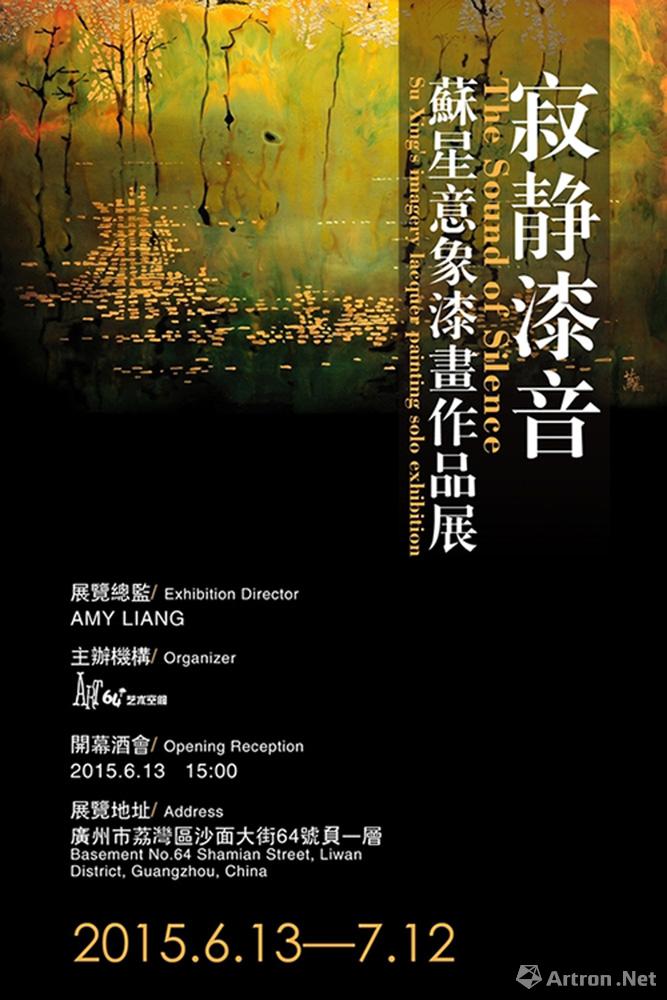 寂静漆音
The Sound of Silence
蘇星意象漆畫作品展
Su Xing's imagery lacquer painting solo exhibition
展覽總監/ Exhibition Director
AMY LIANG
主辦機構/ Organizer
ART64° 艺术空间
開幕酒會/ Opening Reception
2015.6.13 15:00
展覽地址/ Address
廣州市荔灣區沙面大街64號頁一層
Basement No.64 Shamian Street, Liwan
District, Guangzhou, China
2015.6.13—7.12
Artron.Net